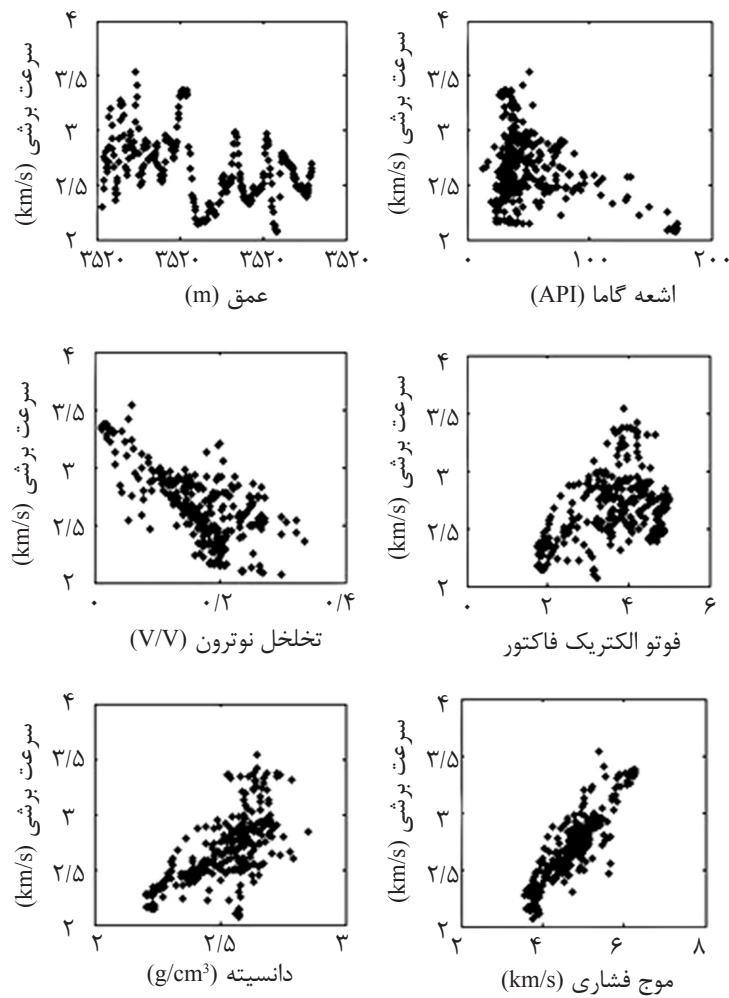 ۴
۳/۵
۳
۲/۵
۲
سرعت برشی (km/s)
۳۵۲۰ ۳۵۲۰ ۳۵۲۰ ۳۵۲۰
عمق (m)
۴
۳/۵
۳
۲/۵
۲
سرعت برشی (km/s)
۰ ۱۰۰ ۲۰۰
اشعه گاما (API)
۴
۳/۵
۳
۲/۵
۲
سرعت برشی (km/s)
۰ ۰/۲ ۰/۴
تخلخل نوترون (V/V)
۴
۳/۵
۳
۲/۵
۲
سرعت برشی (km/s)
۰ ۲ ۴ ۶
فوتو الکتریک فاکتور
۴
۳/۵
۳
۲/۵
۲
سرعت برشی (km/s)
۲ ۲/۵ ۳
دانسیته (g/cm³)
۴
۳/۵
۳
۲/۵
۲
سرعت برشی (km/s)
۲ ۴ ۶ ۸
موج فشاری (km/s)